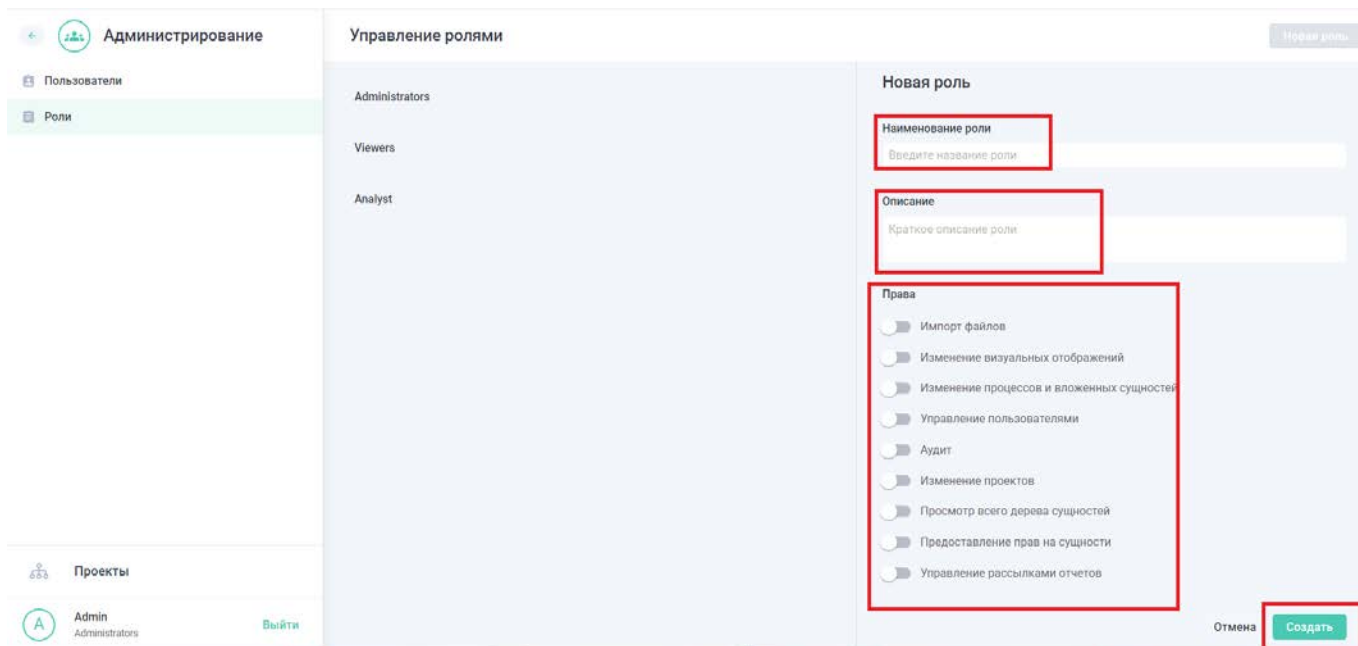 Администрирование
Управление ролями
Новая роль
Пользователи
Роли
Administrators
Viewers
Analyst
Новая роль
Наименование роли
Введите название роли
Описание
Краткое описание роли
Права
Импорт файлов
Изменение визуальных отображений
Изменение процессов и вложенных сущностей
Управление пользователями
Аудит
Изменение проектов
Просмотр всего дерева сущностей
Предоставление прав на сущности
Управление рассылками отчетов
Проекты
A
Admin
Administrators
Выйти
Отмена
Создать